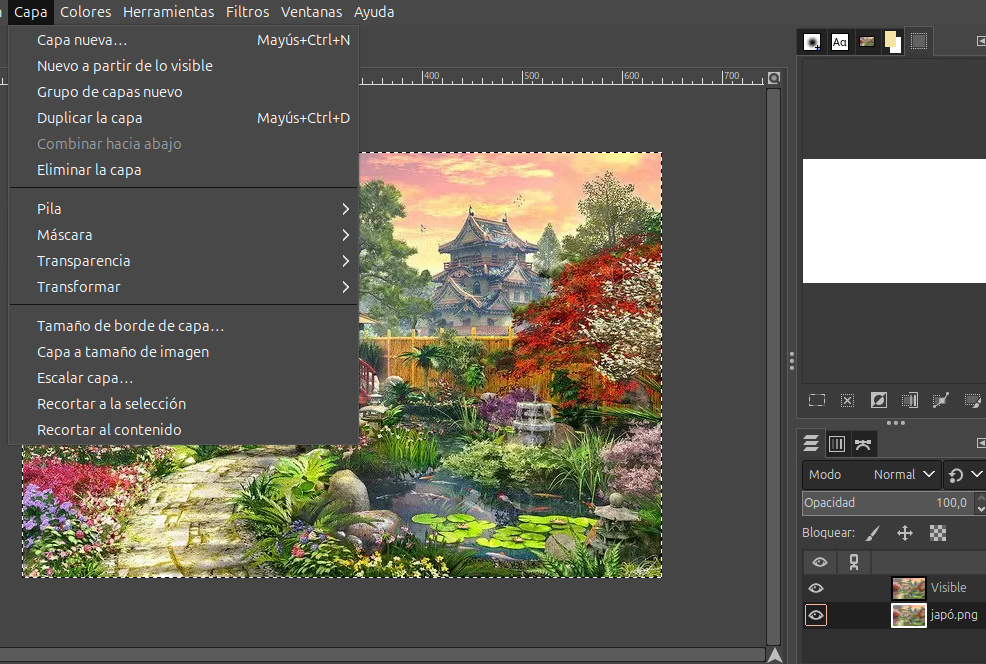 Capa Colores Herramientas Filtros Ventanas Ayuda
Capa nueva… Mayús+Ctrl+N
Nuevo a partir de lo visible
Grupo de capas nuevo
Duplicar la capa Mayús+Ctrl+D
Combinar hacia abajo
Eliminar la capa
Pila
Máscara
Transparencia
Transformar
Tamaño de borde de capa…
Capa a tamaño de imagen
Escalar capa…
Recortar a la selección
Recortar al contenido
400 500 600 700
Aa
Modo Normal
Opacidad 100,0
Bloquear:
Visible
japó.png